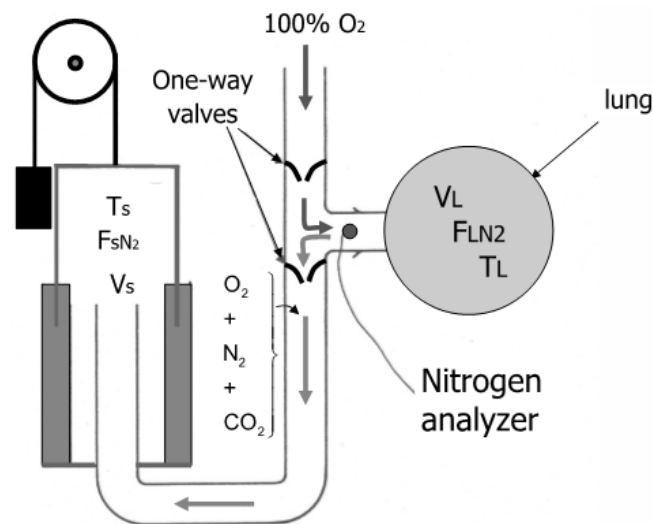 100% O₂
One-way
valves
lung
Ts
FsN₂
Vs
VL
FLN2
TL
O₂
+
N₂
+
CO₂
Nitrogen
analyzer